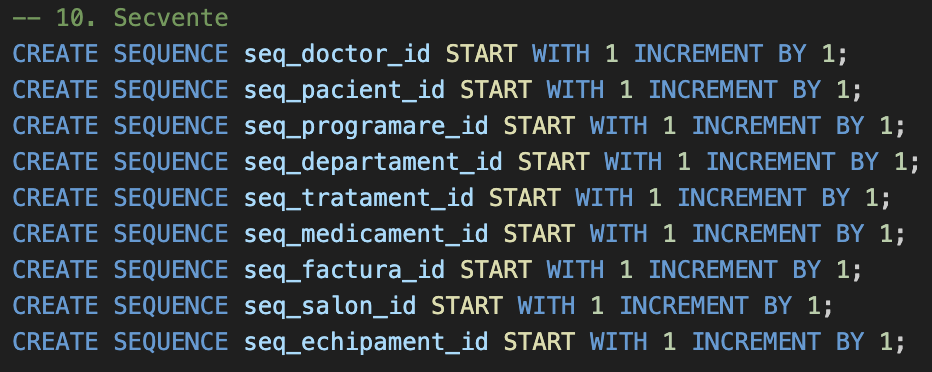 -- 10. Secvente
CREATE SEQUENCE seq_doctor_id START WITH 1 INCREMENT BY 1;
CREATE SEQUENCE seq_pacient_id START WITH 1 INCREMENT BY 1;
CREATE SEQUENCE seq_programare_id START WITH 1 INCREMENT BY 1;
CREATE SEQUENCE seq_departament_id START WITH 1 INCREMENT BY 1;
CREATE SEQUENCE seq_tratament_id START WITH 1 INCREMENT BY 1;
CREATE SEQUENCE seq_medicament_id START WITH 1 INCREMENT BY 1;
CREATE SEQUENCE seq_factura_id START WITH 1 INCREMENT BY 1;
CREATE SEQUENCE seq_salon_id START WITH 1 INCREMENT BY 1;
CREATE SEQUENCE seq_echipament_id START WITH 1 INCREMENT BY 1;